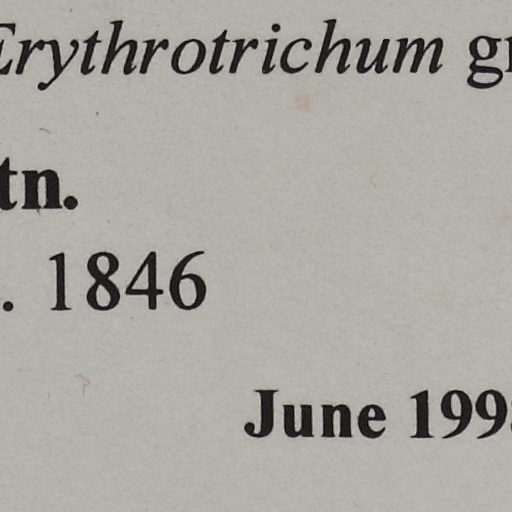 Erythrotrichum
tn.
. 1846
June